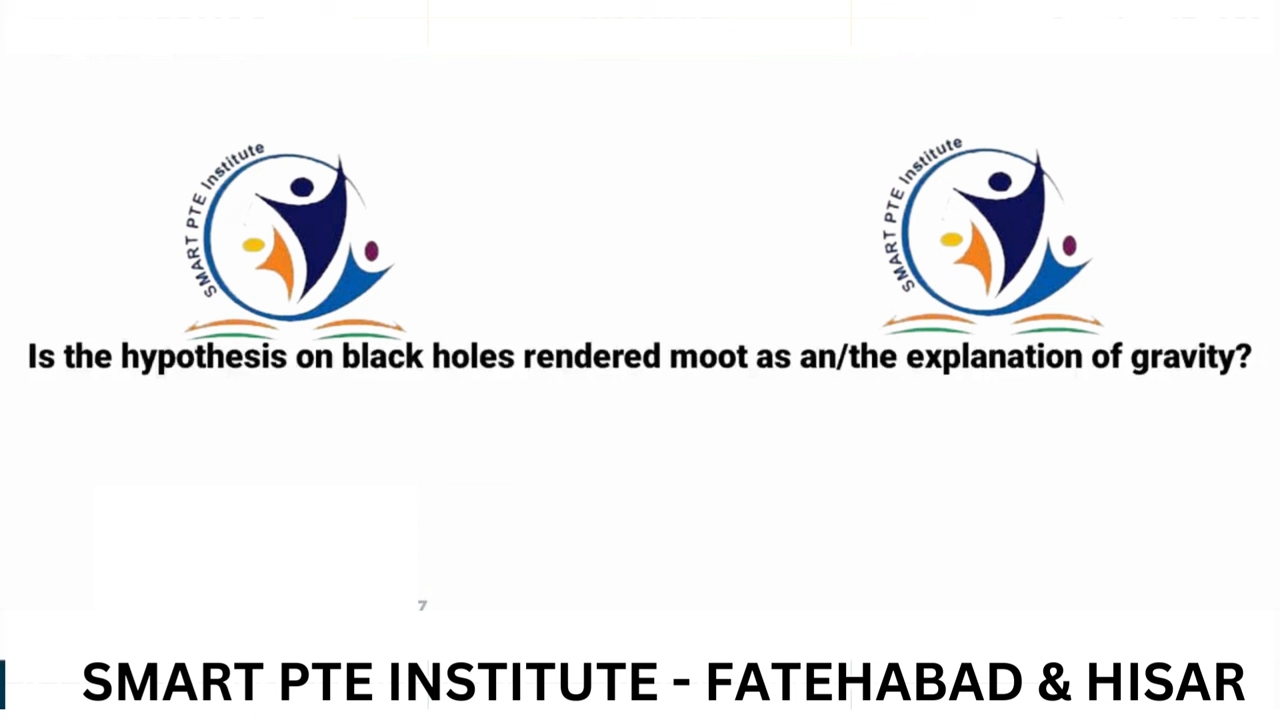 SMART PTE Institute
SMART PTE Institute
Is the hypothesis on black holes rendered moot as an/the explanation of gravity?
7
SMART PTE INSTITUTE - FATEHABAD & HISAR